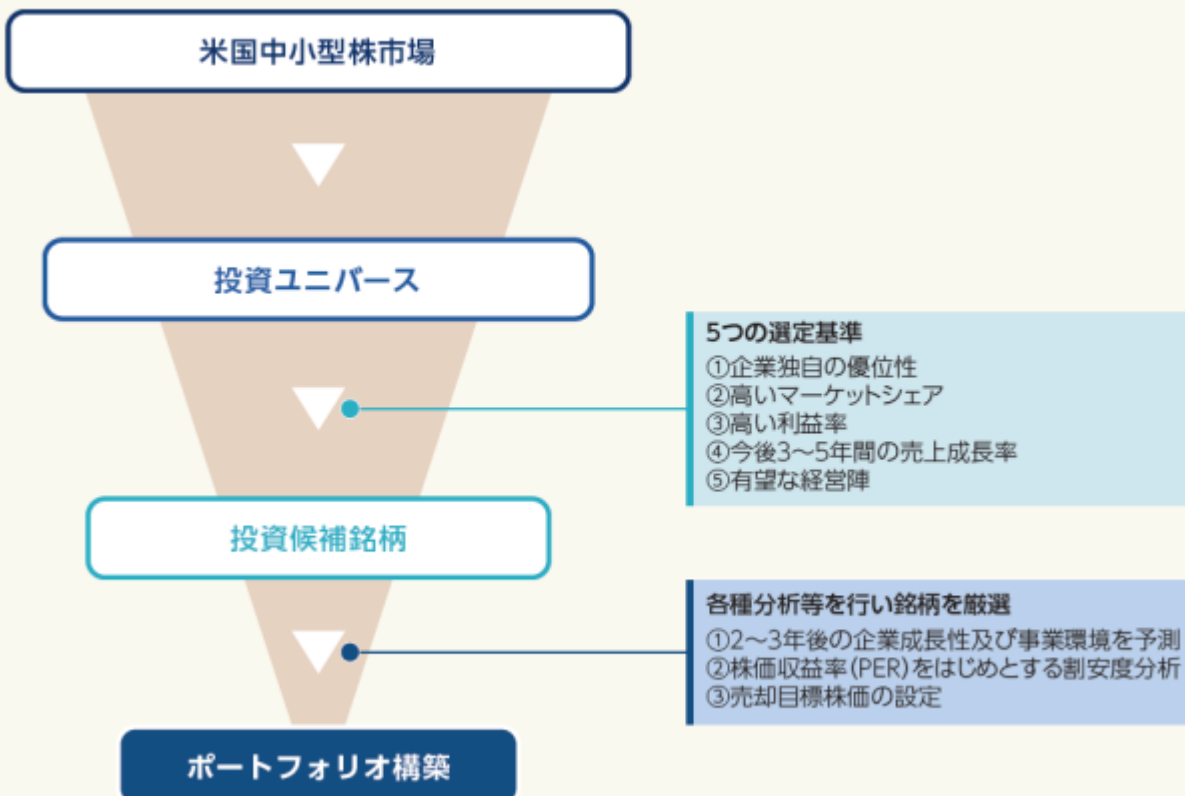 米国中小型株市場
投資ユニバース
5つの選定基準
①企業独自の優位性
②高いマーケットシェア
③高い利益率
④今後3〜5年間の売上成長率
⑤有望な経営陣
投資候補銘柄
各種分析等を行い銘柄を厳選
①2〜3年後の企業成長性及び事業環境を予測
②株価収益率(PER)をはじめとする割安度分析
③売却目標株価の設定
ポートフォリオ構築